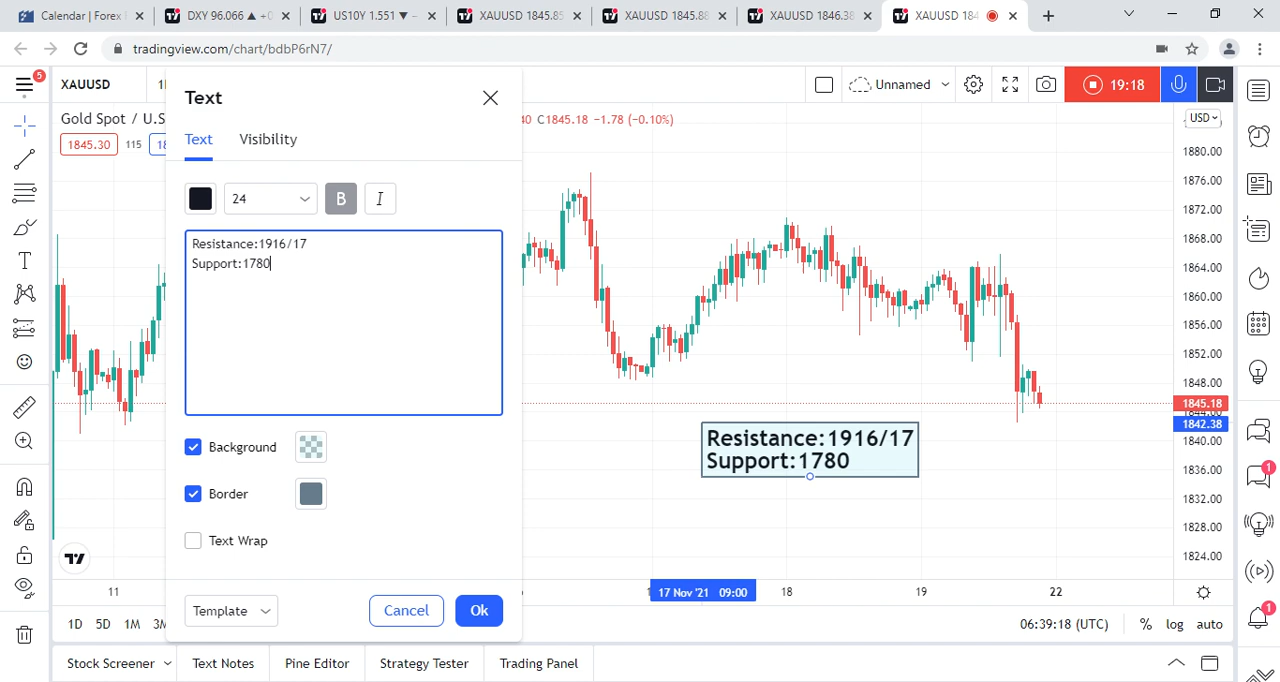 Calendar | Forex F
DXY 96.066 ▲ +0
US10Y 1.551 ▼ −
XAUUSD 1845.85
XAUUSD 1845.88
XAUUSD 1846.38
XAUUSD 184
tradingview.com/chart/bdbP6rN7/
5
XAUUSD
Unnamed
19:18
Text
Gold Spot / U.S
C1845.18 −1.78 (−0.10%)
USD
1845.30
115
Text
Visibility
24
B
I
Resistance:1916/17
Support:1780
Background
Border
Text Wrap
Template
Cancel
Ok
Resistance:1916/17
Support:1780
1880.00
1876.00
1872.00
1868.00
1864.00
1860.00
1856.00
1852.00
1848.00
1845.18
1844.00
1842.38
1840.00
1836.00
1832.00
1828.00
1824.00
1
1
11
17 Nov '21 09:00
18
19
22
1D
5D
1M
3M
06:39:18 (UTC)
%
log
auto
Stock Screener
Text Notes
Pine Editor
Strategy Tester
Trading Panel